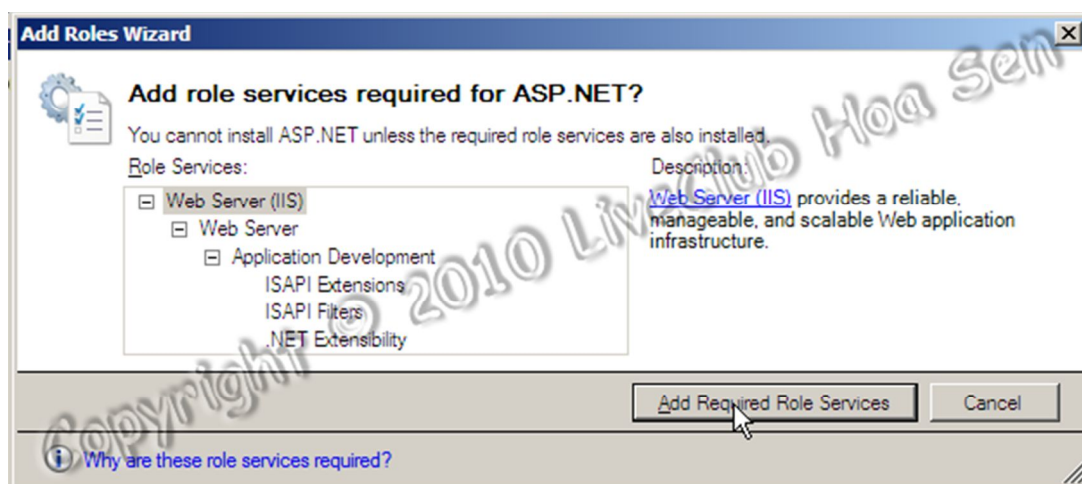 Add Roles Wizard
Add role services required for ASP.NET?
You cannot install ASP.NET unless the required role services are also installed.
Role Services:
Description:
Web Server (IIS)
Web Server
Application Development
ISAPI Extensions
ISAPI Filters
.NET Extensibility
Web Server (IIS) provides a reliable,
manageable, and scalable Web application
infrastructure.
Add Required Role Services
Cancel
Why are these role services required?
Copyright © 2010 LiveClub Hoa Sen